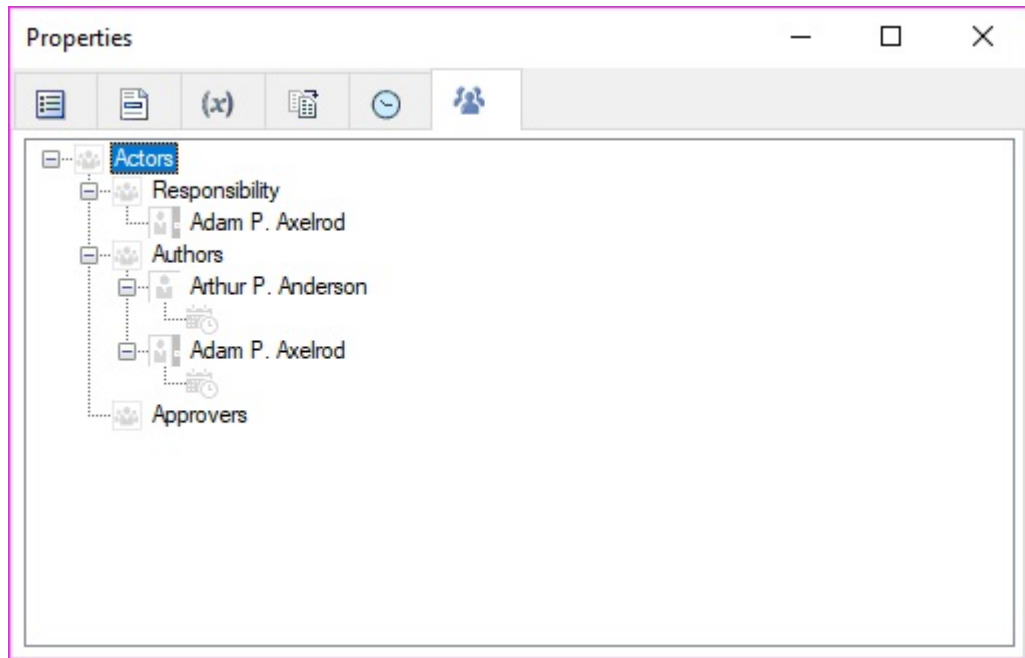 Properties
(x)
Actors
Responsibility
Adam P. Axelrod
Authors
Arthur P. Anderson
Adam P. Axelrod
Approvers